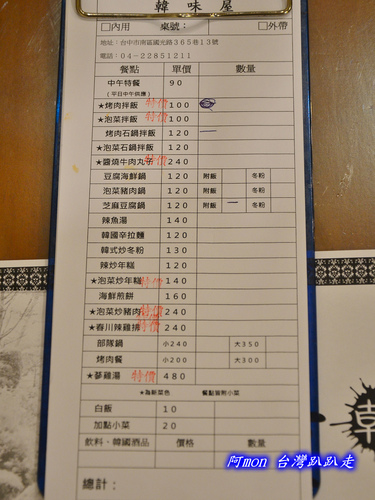 韓味屋
□內用 桌號： □外帶
地址：台中市南區國光路365巷13號
電話：04-22851211
餐點 單價 數量
中午特餐 90
(平日中午供應)
★烤肉拌飯 特價 100
★泡菜拌飯 特價 100
烤肉石鍋拌飯 120
★泡菜石鍋拌飯 120
★醬燒牛肉丸子 特價 240
豆腐海鮮鍋 120 附飯 冬粉
泡菜豬肉鍋 120 附飯 冬粉
芝麻豆腐鍋 120 附飯 冬粉
辣魚湯 140
韓國辛拉麵 120
韓式炒冬粉 130
辣炒年糕 120
★泡菜炒年糕 特價 140
海鮮煎餅 160
★泡菜炒豬肉 特價 240
★春川辣雞排 特價 240
部隊鍋 小240 大350
烤肉餐 小200 大300
★蔘雞湯 特價 480
★為新菜色 餐點皆附小菜
白飯 10
加點小菜 20
飲料、韓國酒品 價格 數量
總計：
阿mon 台灣趴趴走